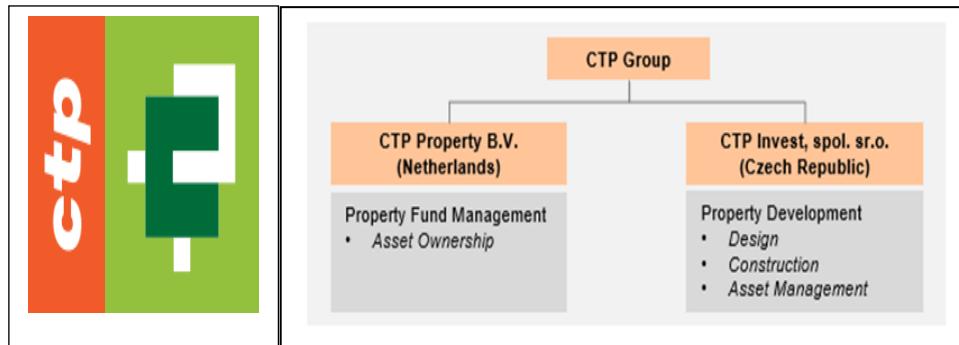 ctp
CTP Group
CTP Property B.V.
(Netherlands)
Property Fund Management
• Asset Ownership
CTP Invest, spol. sr.o.
(Czech Republic)
Property Development
• Design
• Construction
• Asset Management